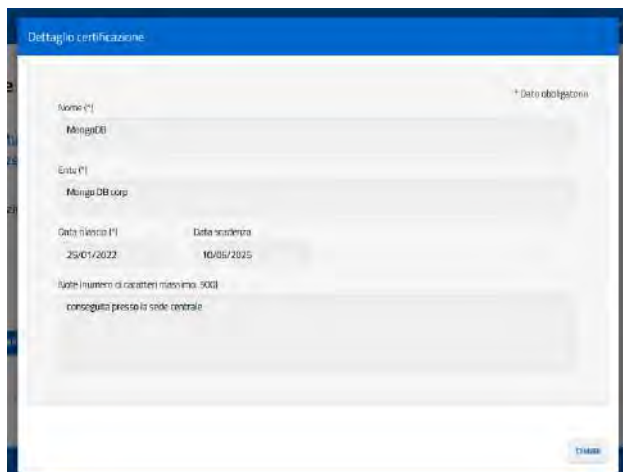 Dettaglio certificazione
* Dato obbligatorio
Nome (*)
MongoDB
Ente (*)
Mongo DB corp
Data rilascio (*) Data scadenza
25/01/2022 10/06/2025
Note (numero di caratteri massimo: 500)
conseguita presso la sede centrale
CHIUDI